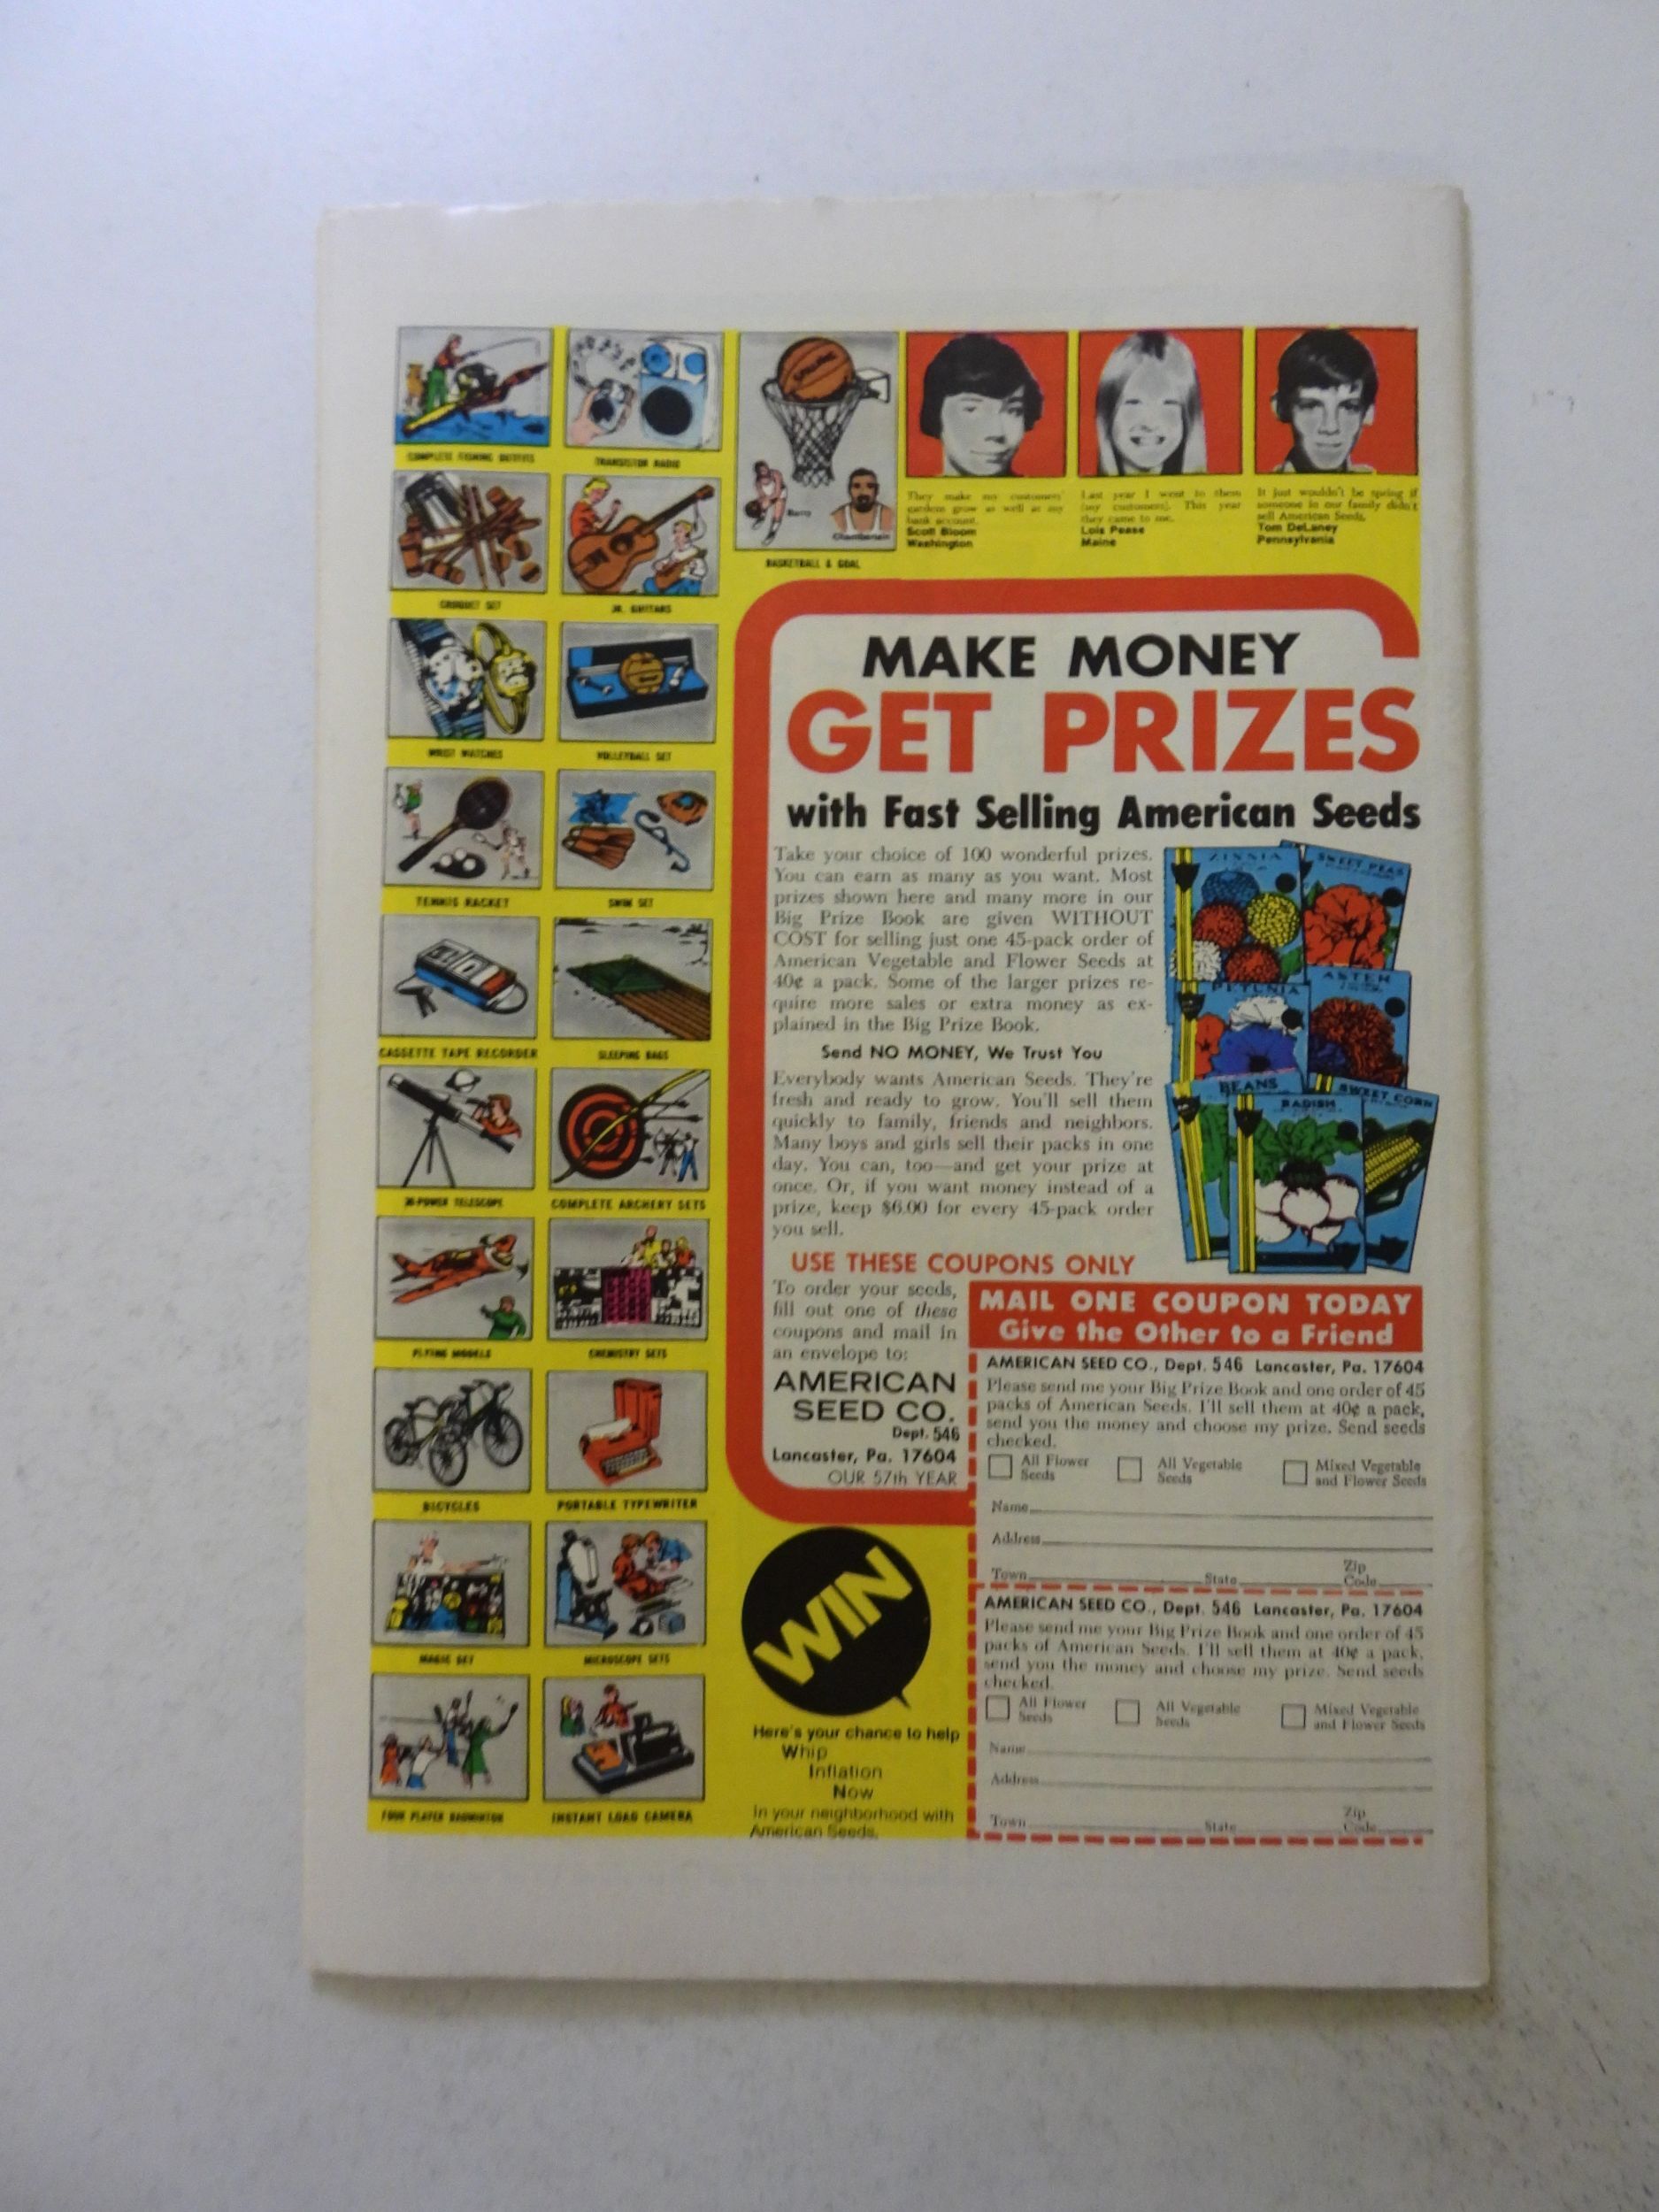 COMPLETE FISHING OUTFITS
TRANSISTOR RADIO
CROQUET SET
JR. GUITARS
WRIST WATCHES
VOLLEYBALL SET
TENNIS RACKET
SWIM SET
CASSETTE TAPE RECORDER
SLEEPING BAGS
30-POWER TELESCOPE
COMPLETE ARCHERY SETS
FLYING MODELS
CHEMISTRY SETS
BICYCLES
PORTABLE TYPEWRITER
MAGIC SET
MICROSCOPE SETS
FOUR PLAYER BADMINTON
INSTANT LOAD CAMERA
SPALDING
Barry
Chamberlain
BASKETBALL & GOAL
They make my customers'
gardens grow as well as my
bank account.
Scott Bloom
Washington
Last year I went to them
(my customers). This year
they came to me.
Lois Pease
Maine
It just wouldn't be spring if
someone in our family didn't
sell American Seeds.
Tom DeLaney
Pennsylvania
MAKE MONEY
GET PRIZES
with Fast Selling American Seeds
Take your choice of 100 wonderful prizes.
You can earn as many as you want. Most
prizes shown here and many more in our
Big Prize Book are given WITHOUT
COST for selling just one 45-pack order of
American Vegetable and Flower Seeds at
40¢ a pack. Some of the larger prizes re-
quire more sales or extra money as ex-
plained in the Big Prize Book.
Send NO MONEY, We Trust You
Everybody wants American Seeds. They're
fresh and ready to grow. You'll sell them
quickly to family, friends and neighbors.
Many boys and girls sell their packs in one
day. You can, too—and get your prize at
once. Or, if you want money instead of a
prize, keep $6.00 for every 45-pack order
you sell.
ZINNIA
SWEET PEAS
PETUNIA
ASTER
BEANS
RADISH
SWEET CORN
USE THESE COUPONS ONLY
To order your seeds,
fill out one of these
coupons and mail in
an envelope to:
AMERICAN
SEED CO.
Dept. 546
Lancaster, Pa. 17604
OUR 57th YEAR
MAIL ONE COUPON TODAY
Give the Other to a Friend
AMERICAN SEED CO., Dept. 546 Lancaster, Pa. 17604
Please send me your Big Prize Book and one order of 45
packs of American Seeds. I'll sell them at 40¢ a pack,
send you the money and choose my prize. Send seeds
checked.
All Flower Seeds
All Vegetable Seeds
Mixed Vegetable and Flower Seeds
Name
Address
Town State Zip Code
AMERICAN SEED CO., Dept. 546 Lancaster, Pa. 17604
Please send me your Big Prize Book and one order of 45
packs of American Seeds. I'll sell them at 40¢ a pack,
send you the money and choose my prize. Send seeds
checked.
All Flower Seeds
All Vegetable Seeds
Mixed Vegetable and Flower Seeds
Name
Address
Town State Zip Code
WIN
Here's your chance to help
Whip
Inflation
Now
In your neighborhood with
American Seeds.